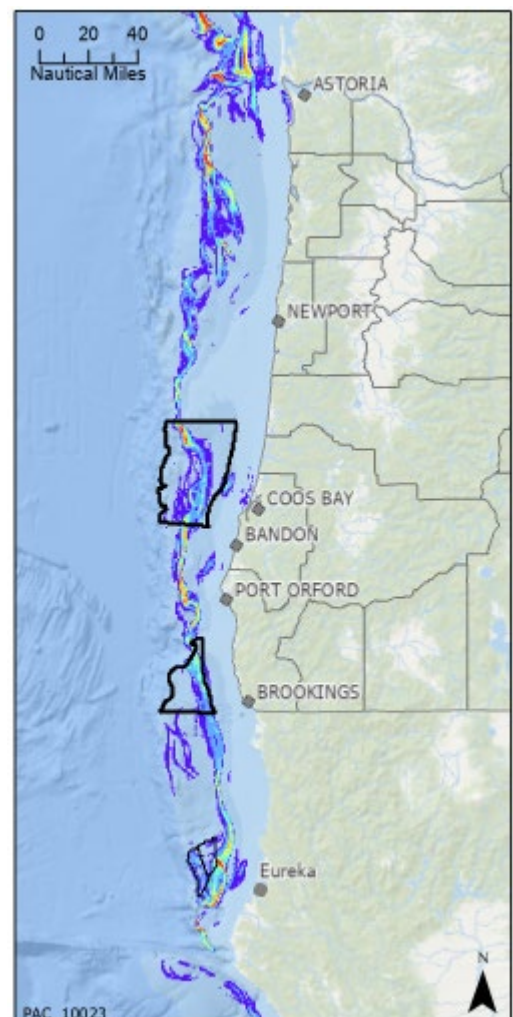 0 20 40
Nautical Miles
ASTORIA
NEWPORT
COOS BAY
BANDON
PORT ORFORD
BROOKINGS
Eureka
N
PAC_10023